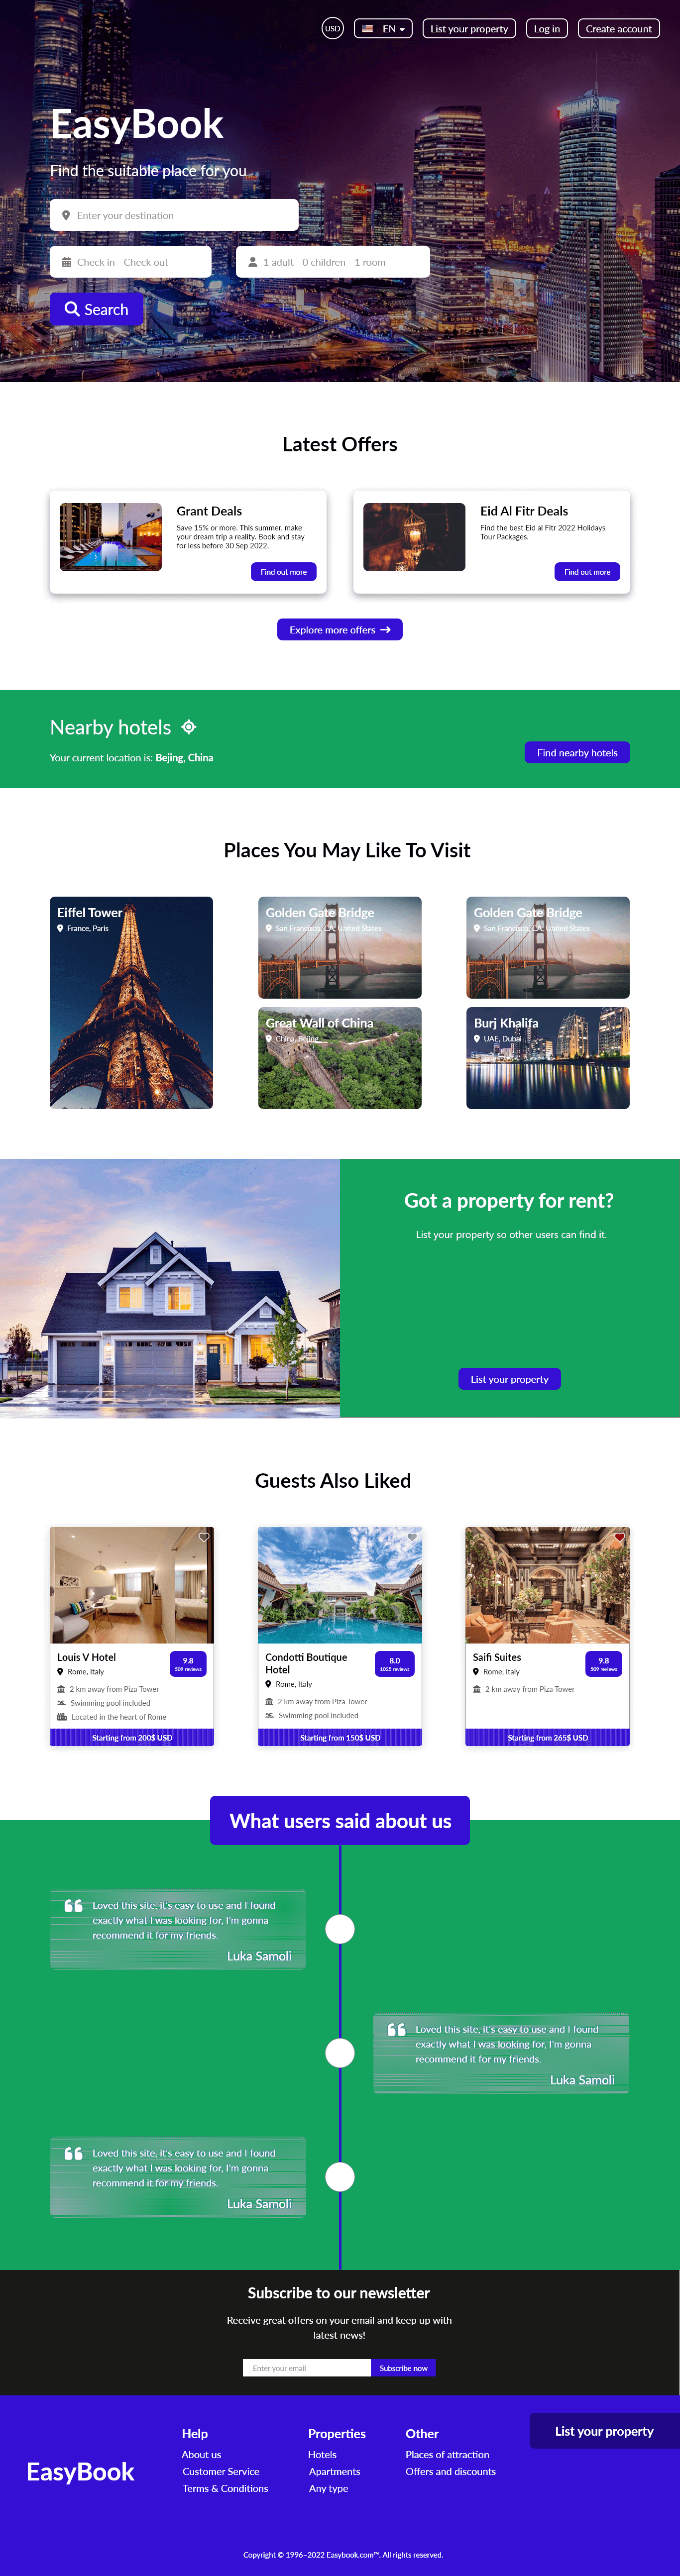 USD
EN
List your property
Log in
Create account
EasyBook
Find the suitable place for you
Enter your destination
Check in - Check out
1 adult - 0 children - 1 room
Search
Latest Offers
Grant Deals
Save 15% or more. This summer, make
your dream trip a reality. Book and stay
for less before 30 Sep 2022.
Find out more
Eid Al Fitr Deals
Find the best Eid al Fitr 2022 Holidays
Tour Packages.
Find out more
Explore more offers
Nearby hotels
Your current location is: Bejing, China
Find nearby hotels
Places You May Like To Visit
Eiffel Tower
France, Paris
Golden Gate Bridge
San Francisco, CA, United States
Golden Gate Bridge
San Francisco, CA, United States
Great Wall of China
China, Beijing
Burj Khalifa
UAE, Dubai
Got a property for rent?
List your property so other users can find it.
List your property
Guests Also Liked
Louis V Hotel
Rome, Italy
9.8
509 reviews
2 km away from Piza Tower
Swimming pool included
Located in the heart of Rome
Starting from 200$ USD
Condotti Boutique
Hotel
Rome, Italy
8.0
1025 reviews
2 km away from Piza Tower
Swimming pool included
Starting from 150$ USD
Saifi Suites
Rome, Italy
9.8
509 reviews
2 km away from Piza Tower
Starting from 265$ USD
What users said about us
Loved this site, it's easy to use and I found
exactly what I was looking for, I'm gonna
recommend it for my friends.
Luka Samoli
Loved this site, it's easy to use and I found
exactly what I was looking for, I'm gonna
recommend it for my friends.
Luka Samoli
Loved this site, it's easy to use and I found
exactly what I was looking for, I'm gonna
recommend it for my friends.
Luka Samoli
Subscribe to our newsletter
Receive great offers on your email and keep up with
latest news!
Enter your email
Subscribe now
EasyBook
Help
About us
Customer Service
Terms & Conditions
Properties
Hotels
Apartments
Any type
Other
Places of attraction
Offers and discounts
List your property
Copyright © 1996–2022 Easybook.com™. All rights reserved.